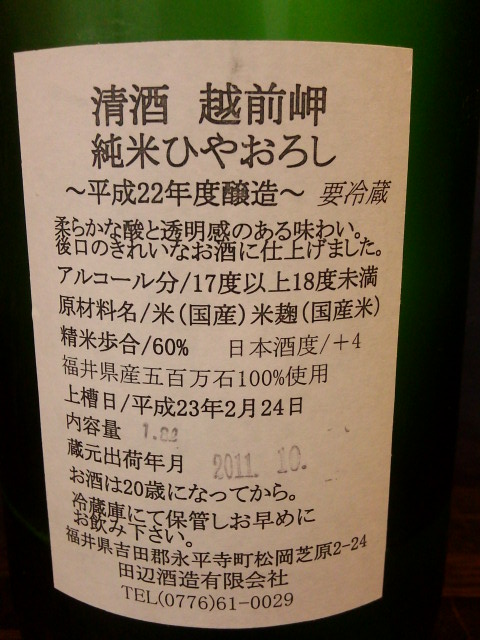 清酒 越前岬
純米ひやおろし
～平成22年度醸造～ 要冷蔵
柔らかな酸と透明感のある味わい。
後口のきれいなお酒に仕上げました。
アルコール分/17度以上18度未満
原材料名/米(国産)米麹(国産米)
精米歩合/60% 日本酒度/+4
福井県産五百万石100%使用
上槽日/平成23年2月24日
内容量 1.8ℓ
蔵元出荷年月 2011. 10.
お酒は20歳になってから。
冷蔵庫にて保管しお早めに
お飲み下さい。
福井県吉田郡永平寺町松岡芝原2-24
田辺酒造有限会社
TEL(0776)61-0029